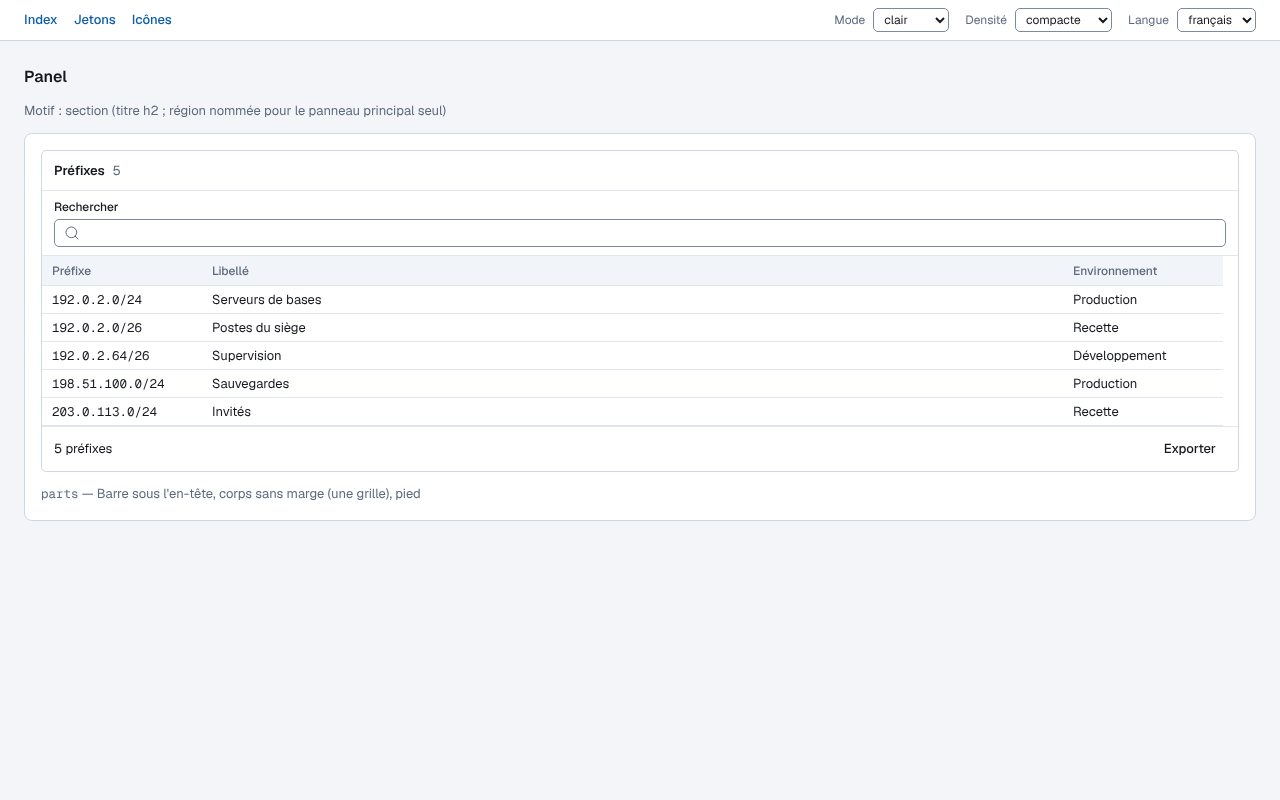 Index Jetons Icônes Mode clair Densité compacte Langue français
Panel
Motif : section (titre h2 ; région nommée pour le panneau principal seul)
Préfixes 5
Rechercher
Préfixe Libellé Environnement
192.0.2.0/24 Serveurs de bases Production
192.0.2.0/26 Postes du siège Recette
192.0.2.64/26 Supervision Développement
198.51.100.0/24 Sauvegardes Production
203.0.113.0/24 Invités Recette
5 préfixes Exporter
parts — Barre sous l'en-tête, corps sans marge (une grille), pied